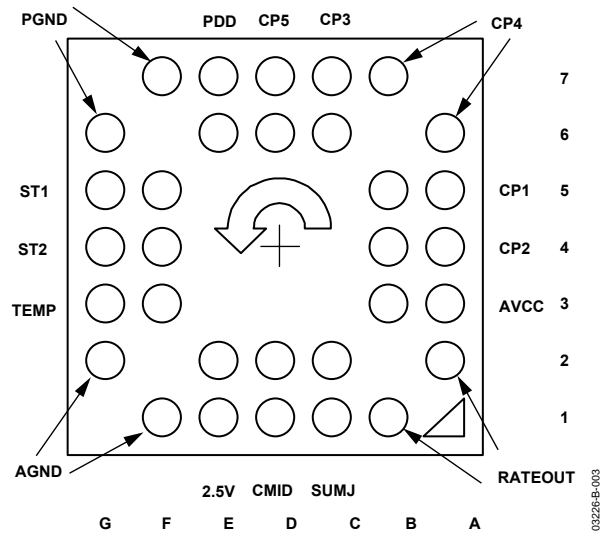 PGND PDD CP5 CP3 CP4
7
6
ST1 CP1 5
ST2 CP2 4
TEMP AVCC 3
2
1
AGND RATEOUT
2.5V CMID SUMJ
G F E D C B A
03226-B-003